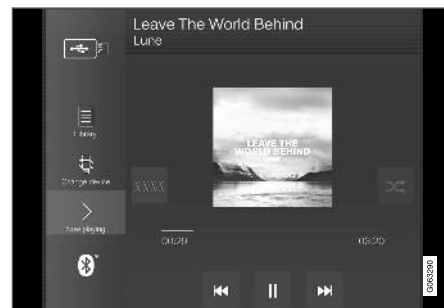 Leave The World Behind
Lune
Library
Change device
Now playing
LEAVE THE
WORLD BEHIND
XXXX
00:29
03:20
G063290